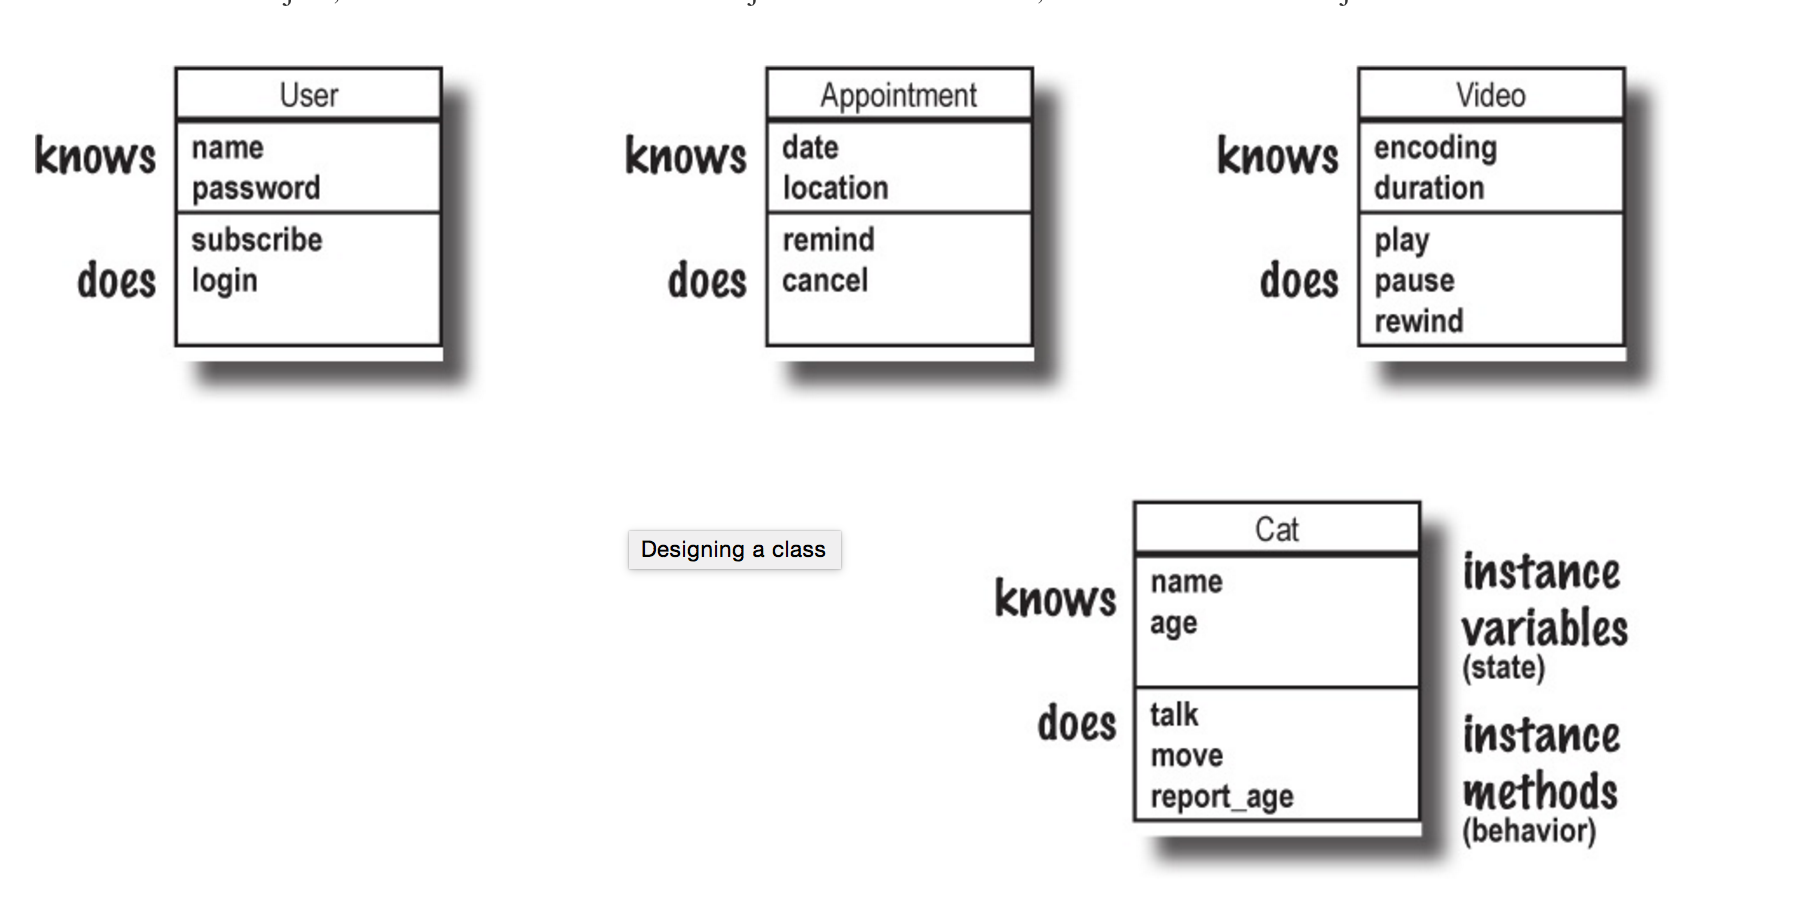 User
knows
name
password
does
subscribe
login
Appointment
knows
date
location
does
remind
cancel
Video
knows
encoding
duration
does
play
pause
rewind
Designing a class
Cat
knows
name
age
instance
variables
(state)
does
talk
move
report_age
instance
methods
(behavior)